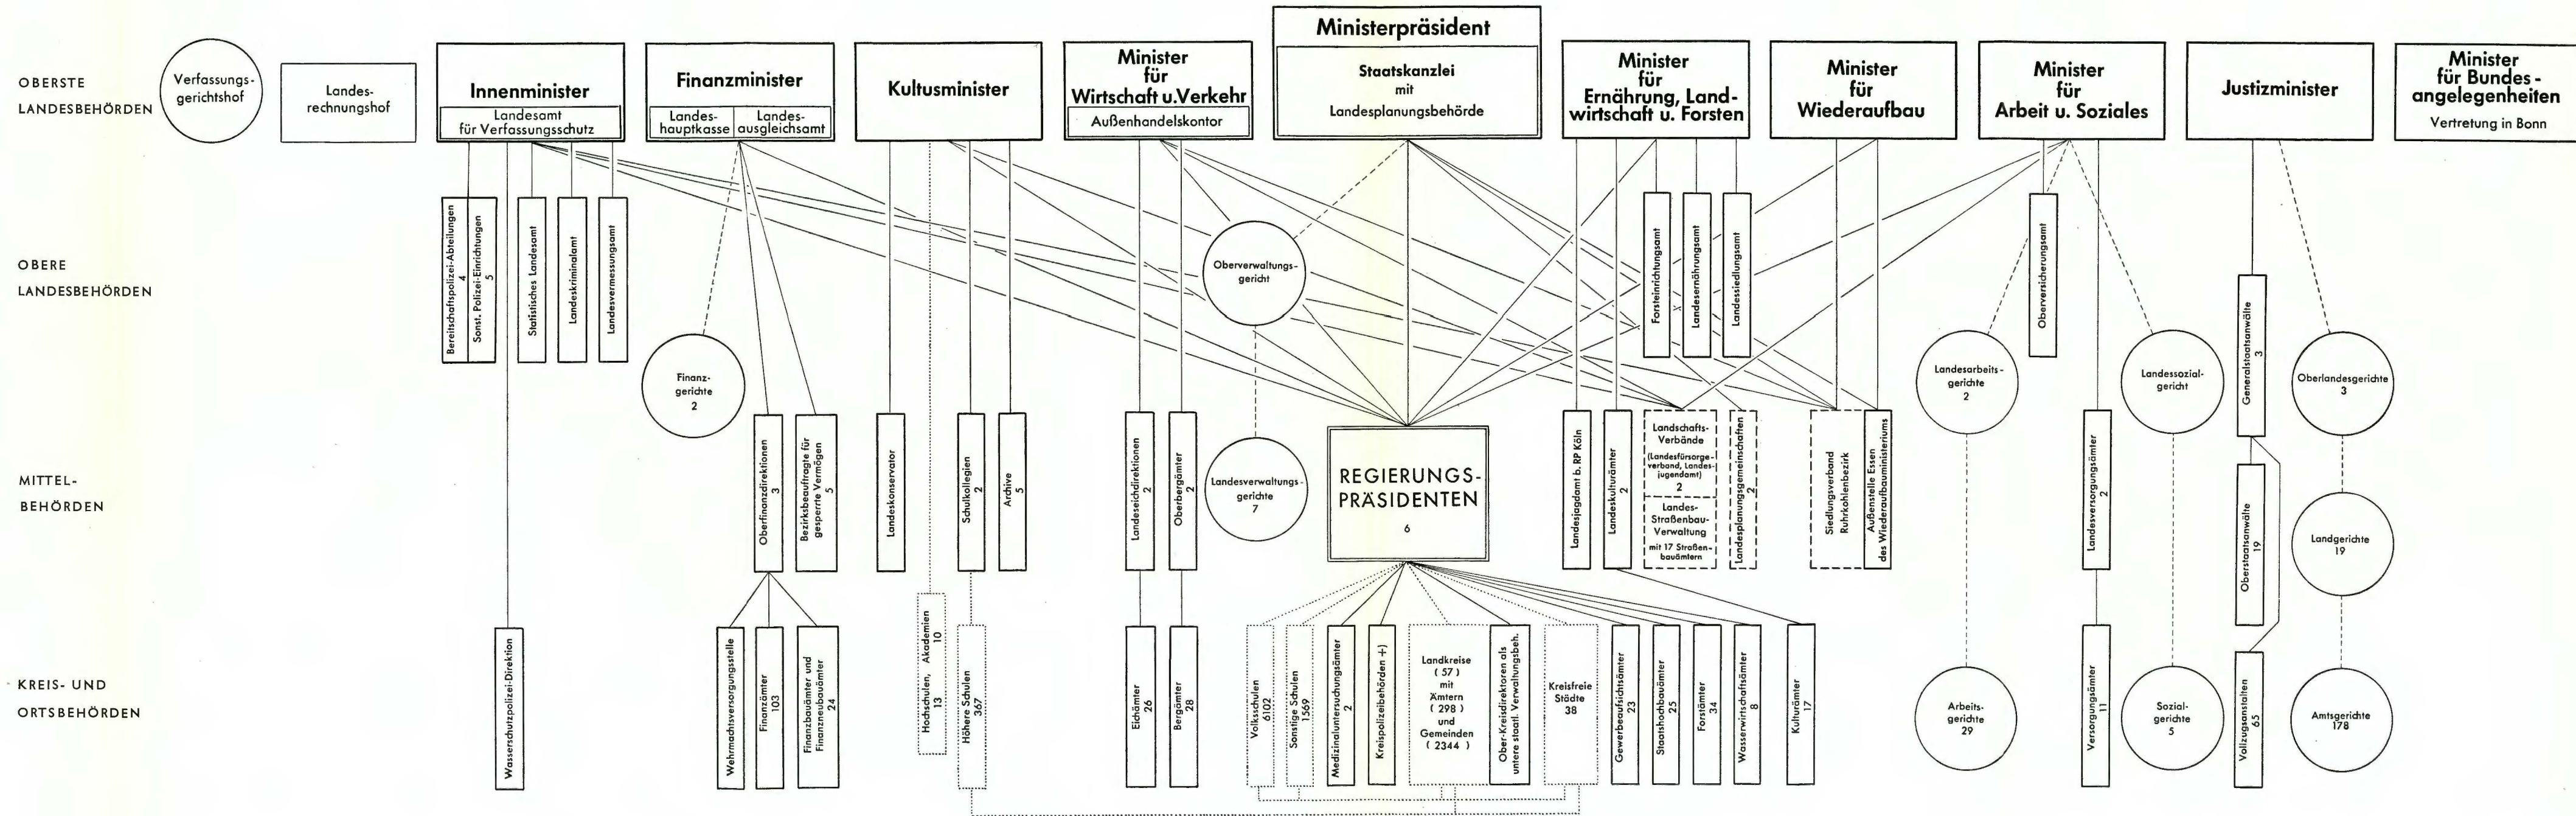 OBERSTE
LANDESBEHÖRDEN
Verfassungs-
gerichtshof
Landes-
rechnungshof
Innenminister
Landesamt
für Verfassungsschutz
Finanzminister
Landes-
hauptkasse
Landes-
ausgleichsamt
Kultusminister
Minister
für
Wirtschaft u.Verkehr
Außenhandelskontor
Ministerpräsident
Staatskanzlei
mit
Landesplanungsbehörde
Minister
für
Ernährung, Land-
wirtschaft u. Forsten
Minister
für
Wiederaufbau
Minister
für
Arbeit u. Soziales
Justizminister
Minister
für Bundes-
angelegenheiten
Vertretung in Bonn
OBERE
LANDESBEHÖRDEN
Bereitschaftspolizei-Abteilungen
4
Sonst. Polizei-Einrichtungen
5
Statistisches Landesamt
Landeskriminalamt
Landesvermessungsamt
Oberverwaltungs-
gericht
Forsteinrichtungsamt
Landesernährungsamt
Landessiedlungsamt
Oberversicherungsamt
Finanz-
gerichte
2
Landesarbeits-
gerichte
2
Landessozial-
gericht
Generalstaatsanwälte
3
Oberlandesgerichte
3
MITTEL-
BEHÖRDEN
Oberfinanzdirektionen
3
Bezirksbeauftragte für
gesperrte Vermögen
5
Landeskonservator
Schulkollegien
2
Archive
5
Landeseichdirektionen
2
Oberbergämter
2
Landesverwaltungs-
gerichte
7
REGIERUNGS-
PRÄSIDENTEN
6
Landesjagdamt b. RP Köln
Landeskulturämter
2
Landschafts-
Verbände
(Landesfürsorge-
verband, Landes-
jugendamt)
2
Landes-
Straßenbau-
Verwaltung
mit 17 Straßen-
bauämtern
Landesplanungsgemeinschaften
2
Siedlungsverband
Ruhrkohlenbezirk
Außenstelle Essen
des Wiederaufbauministeriums
Landesversorgungsämter
2
Oberstaatsanwälte
19
Landgerichte
19
KREIS- UND
ORTSBEHÖRDEN
Wasserschutzpolizei-Direktion
Wehrmachtsversorgungsstelle
Finanzämter
103
Finanzbauämter und
Finanzneubauämter
24
Hochschulen, Akademien
13 10
Höhere Schulen
367
Eichämter
26
Bergämter
28
Volksschulen
6102
Sonstige Schulen
1569
Medizinaluntersuchungsämter
2
Kreispolizeibehörden +)
Landkreise
( 57 )
mit
Ämtern
( 298 )
und
Gemeinden
( 2344 )
Ober-Kreisdirektoren als
untere staatl. Verwaltungsbeh.
Kreisfreie
Städte
38
Gewerbeaufsichtsämter
23
Staatshochbauämter
25
Forstämter
34
Wasserwirtschaftsämter
8
Kulturämter
17
Arbeits-
gerichte
29
Versorgungsämter
11
Sozial-
gerichte
5
Vollzugsanstalten
65
Amtsgerichte
178